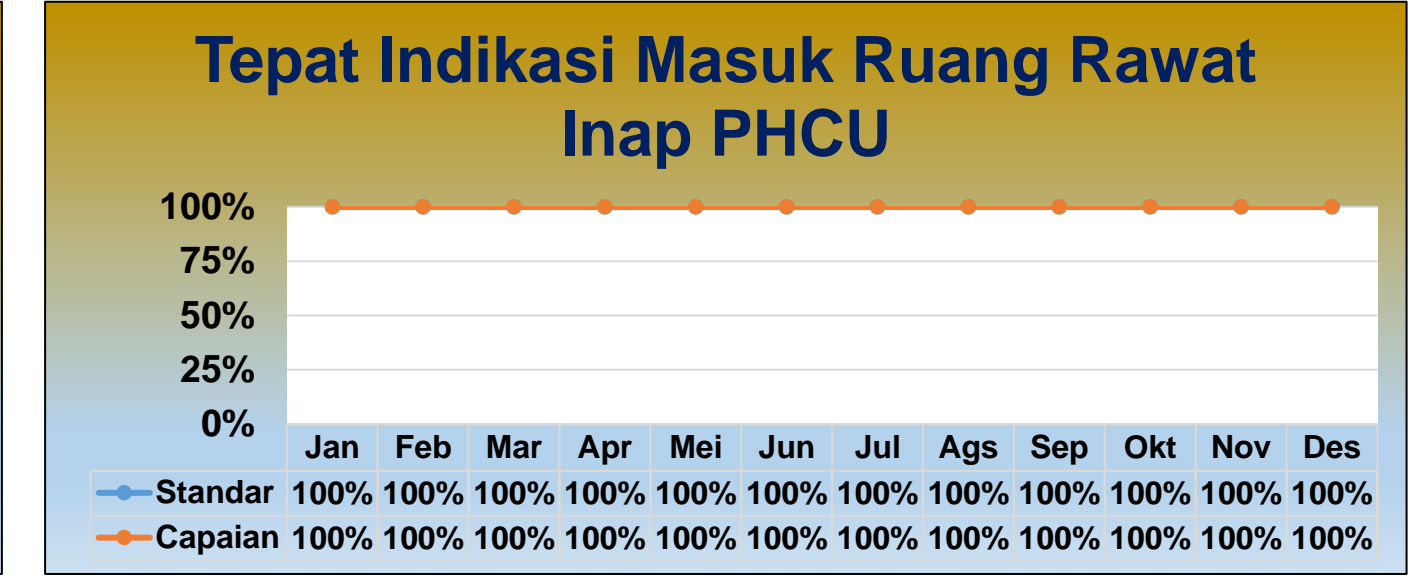 Tepat Indikasi Masuk Ruang Rawat
Inap PHCU
100%
75%
50%
25%
0%
Jan Feb Mar Apr Mei Jun Jul Ags Sep Okt Nov Des
Standar 100% 100% 100% 100% 100% 100% 100% 100% 100% 100% 100% 100%
Capaian 100% 100% 100% 100% 100% 100% 100% 100% 100% 100% 100% 100%